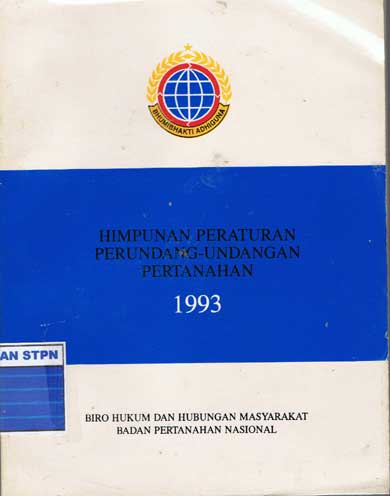 BHUMIBHAKTI ADHIGUNA
HIMPUNAN PERATURAN
PERUNDANG-UNDANGAN
PERTANAHAN
1993
AN STPN
BIRO HUKUM DAN HUBUNGAN MASYARAKAT
BADAN PERTANAHAN NASIONAL